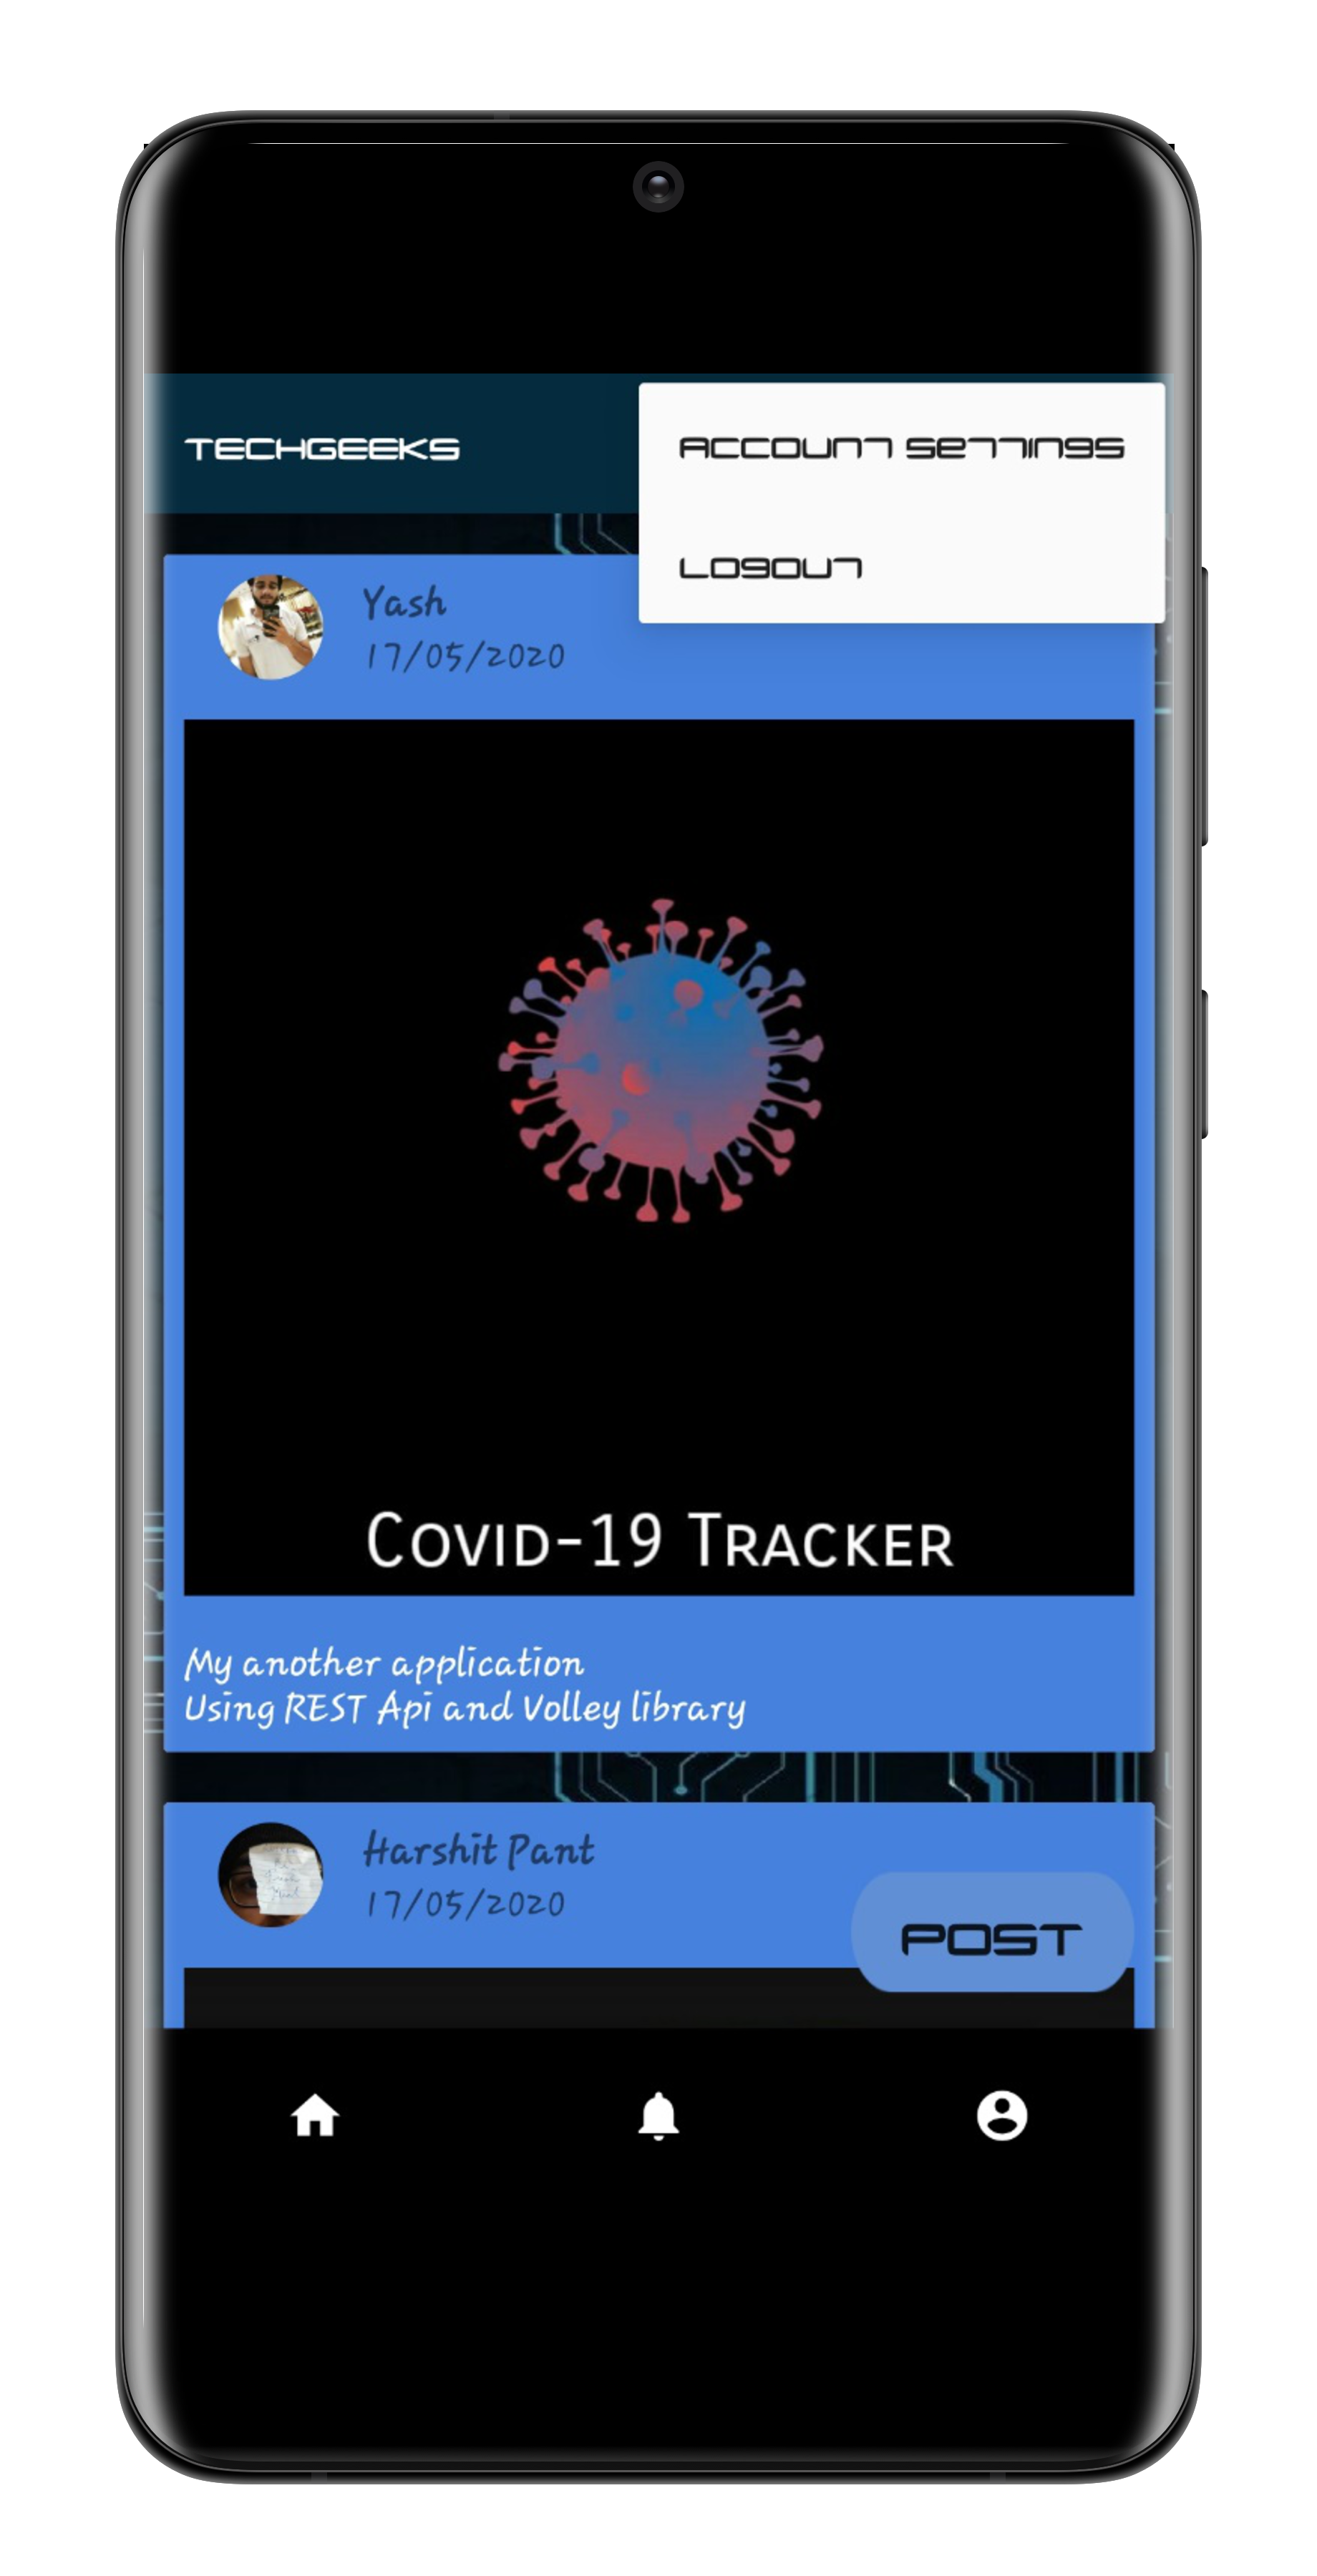 TECHGEEKS
ACCOUNT SETTINGS
LOGOUT
Yash
17/05/2020
COVID-19 TRACKER
My another application
Using REST Api and Volley library
Harshit Pant
17/05/2020
POST